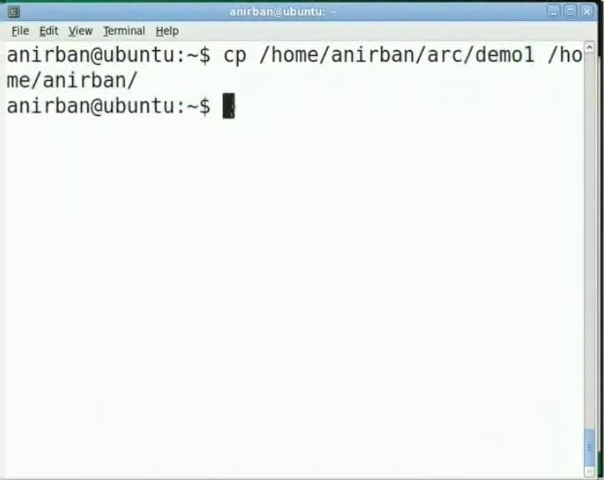 anirban@ubuntu: ~
File Edit View Terminal Help
anirban@ubuntu:~$ cp /home/anirban/arc/demo1 /ho
me/anirban/
anirban@ubuntu:~$